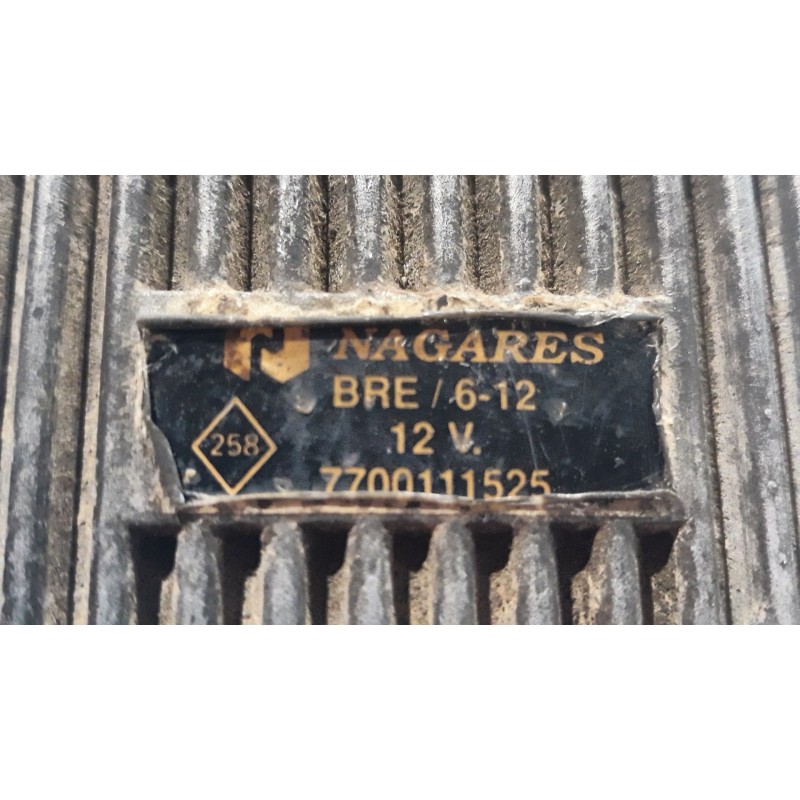 NAGARES
BRE / 6-12
258
12 V.
7700111525